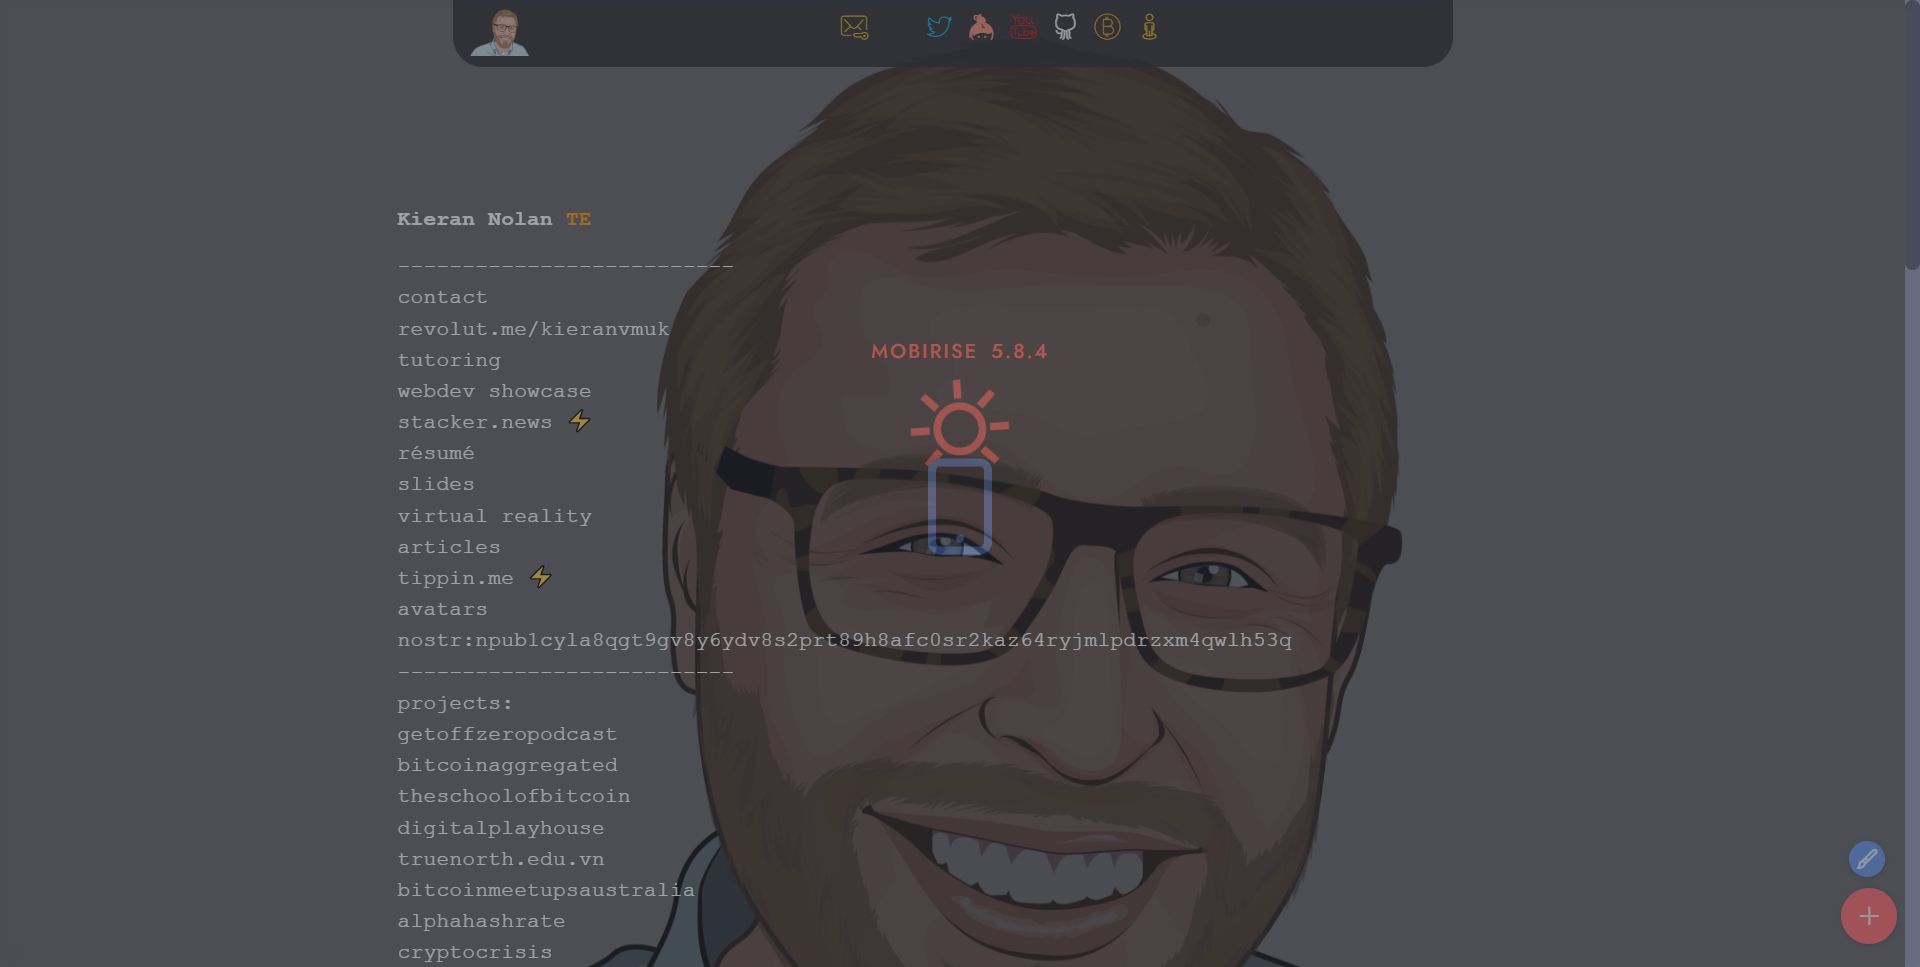 You
Tube
Kieran Nolan TE
--------------------------
contact
revolut.me/kieranvmuk
tutoring
webdev showcase
stacker.news ⚡
résumé
slides
virtual reality
articles
tippin.me ⚡
avatars
nostr:npub1cyla8qgt9gv8y6ydv8s2prt89h8afc0sr2kaz64ryjmlpdrzxm4qwlh53q
--------------------------
projects:
getoffzeropodcast
bitcoinaggregated
theschoolofbitcoin
digitalplayhouse
truenorth.edu.vn
bitcoinmeetupsaustralia
alphahashrate
cryptocrisis
MOBIRISE 5.8.4